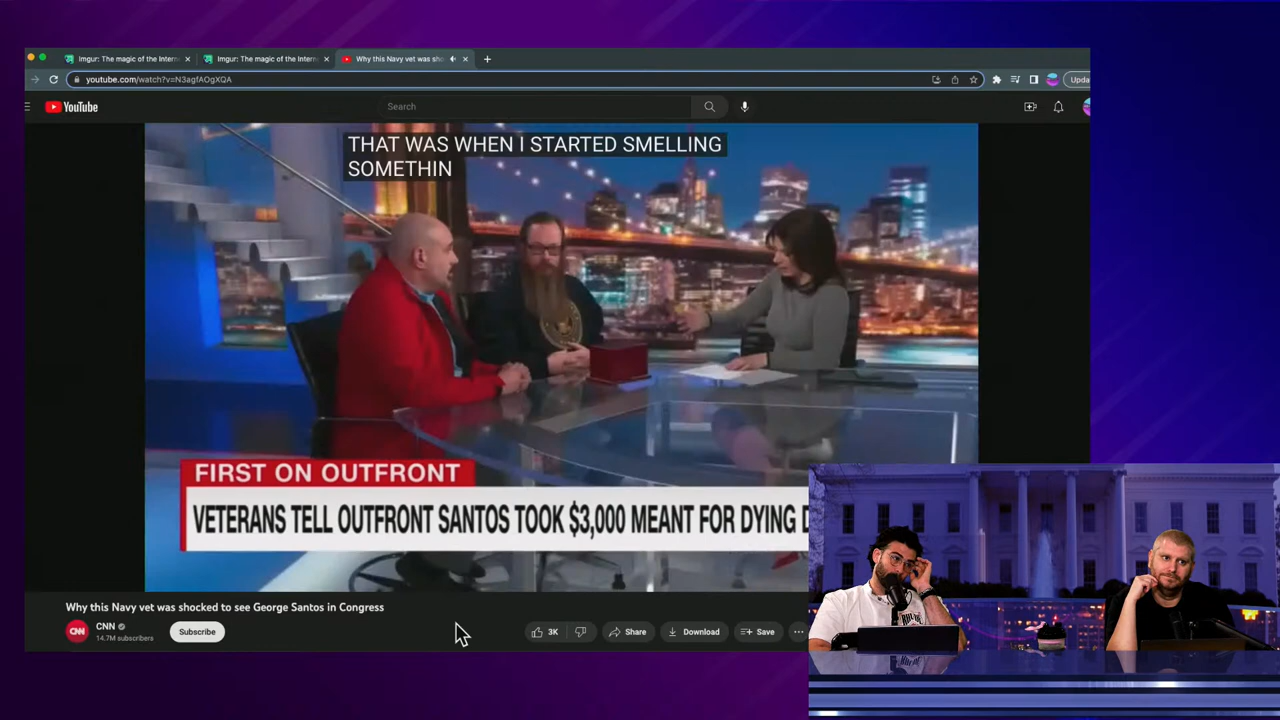 Imgur: The magic of the Intern
Imgur: The magic of the Intern
Why this Navy vet was sho
youtube.com/watch?v=N3agfAOgXQA
Upda
YouTube
Search
THAT WAS WHEN I STARTED SMELLING
SOMETHIN
FIRST ON OUTFRONT
VETERANS TELL OUTFRONT SANTOS TOOK $3,000 MEANT FOR DYING D
Why this Navy vet was shocked to see George Santos in Congress
CNN
CNN
14.7M subscribers
Subscribe
3K
Share
Download
Save